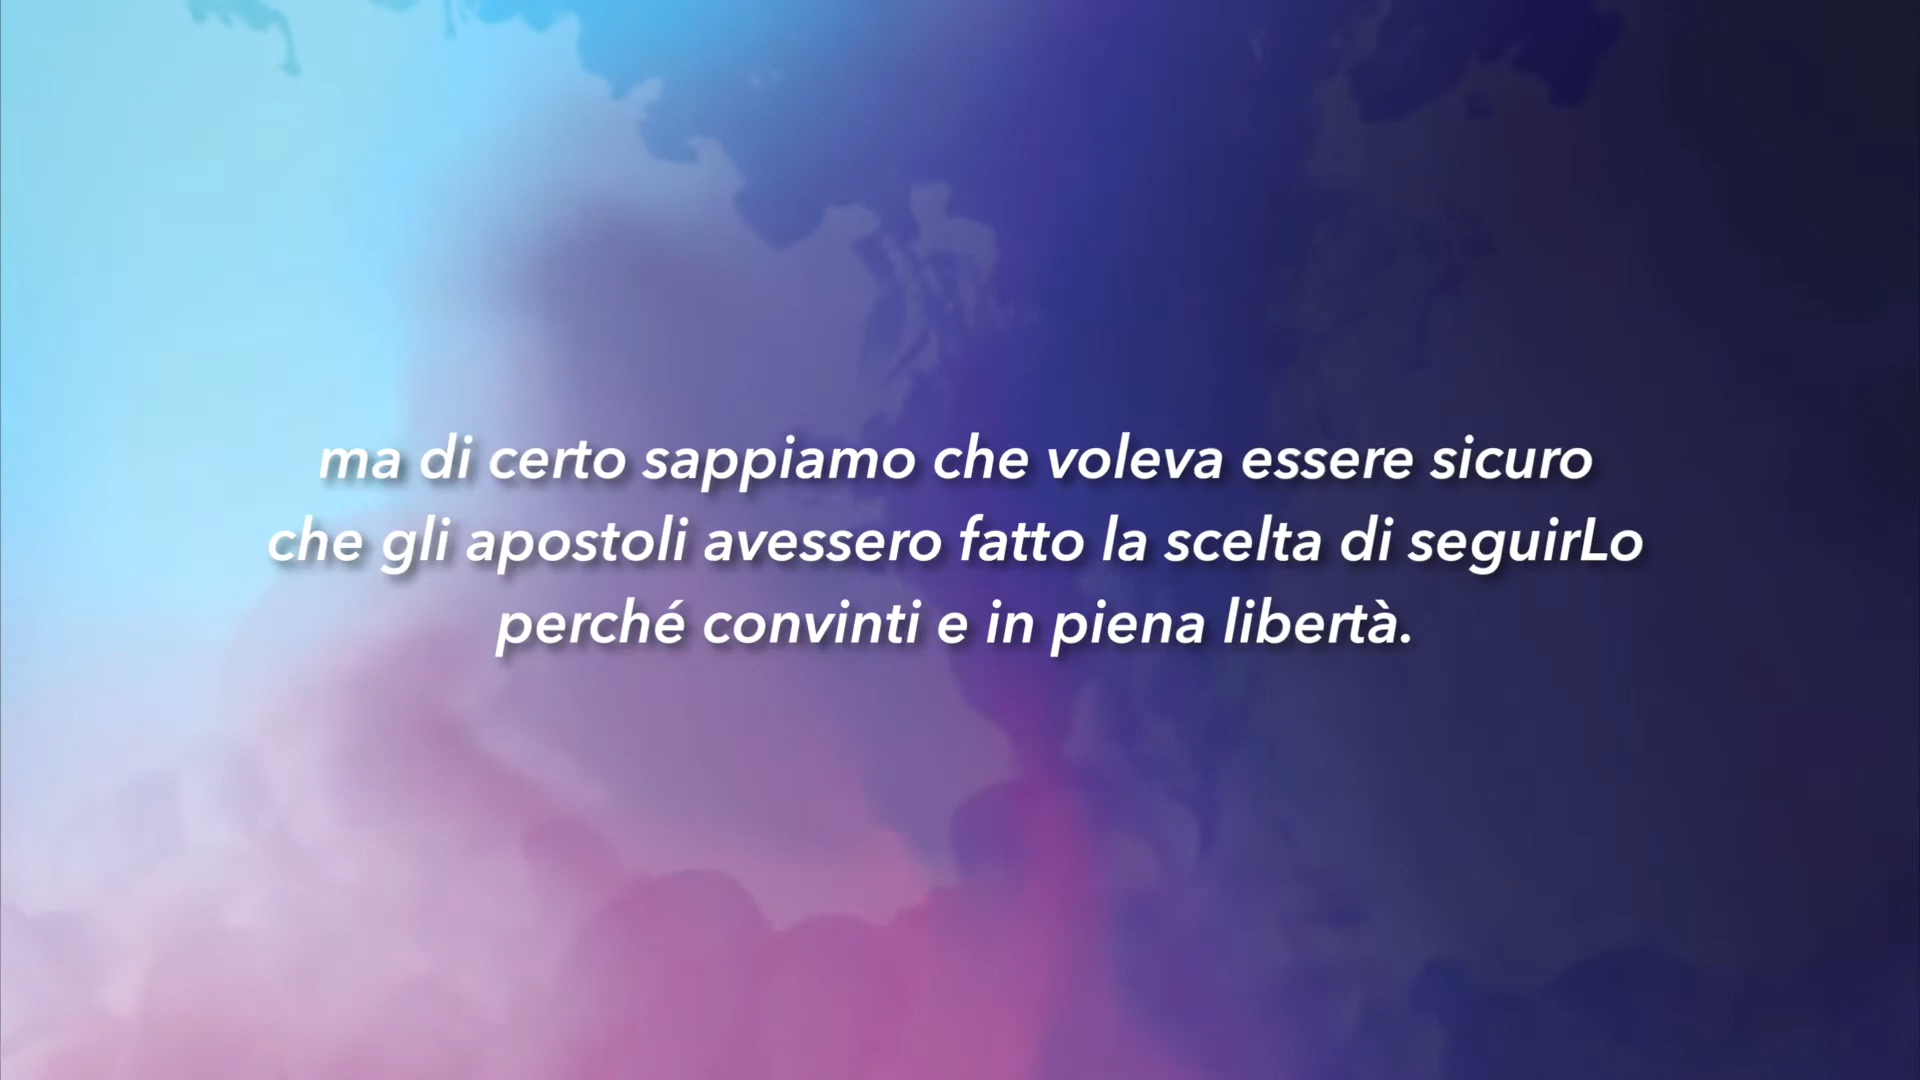 ma di certo sappiamo che voleva essere sicuro
che gli apostoli avessero fatto la scelta di seguirLo
perché convinti e in piena libertà.